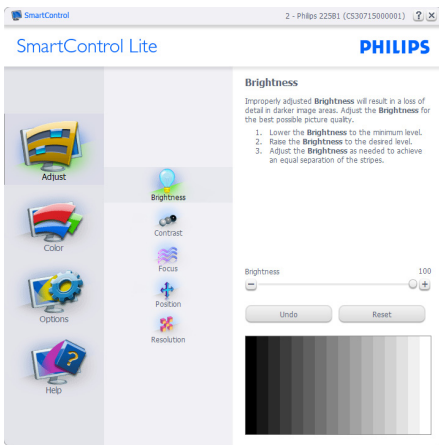 SmartControl
2 - Philips 225B1 (CS30715000001)
?
SmartControl Lite
PHILIPS
Adjust
Color
Options
Help
Brightness
Contrast
Focus
Position
Resolution
Brightness
Improperly adjusted Brightness will result in a loss of
detail in darker image areas. Adjust the Brightness for
the best possible picture quality.
1. Lower the Brightness to the minimum level.
2. Raise the Brightness to the desired level.
3. Adjust the Brightness as needed to achieve
an equal separation of the stripes.
Brightness 100
Undo
Reset